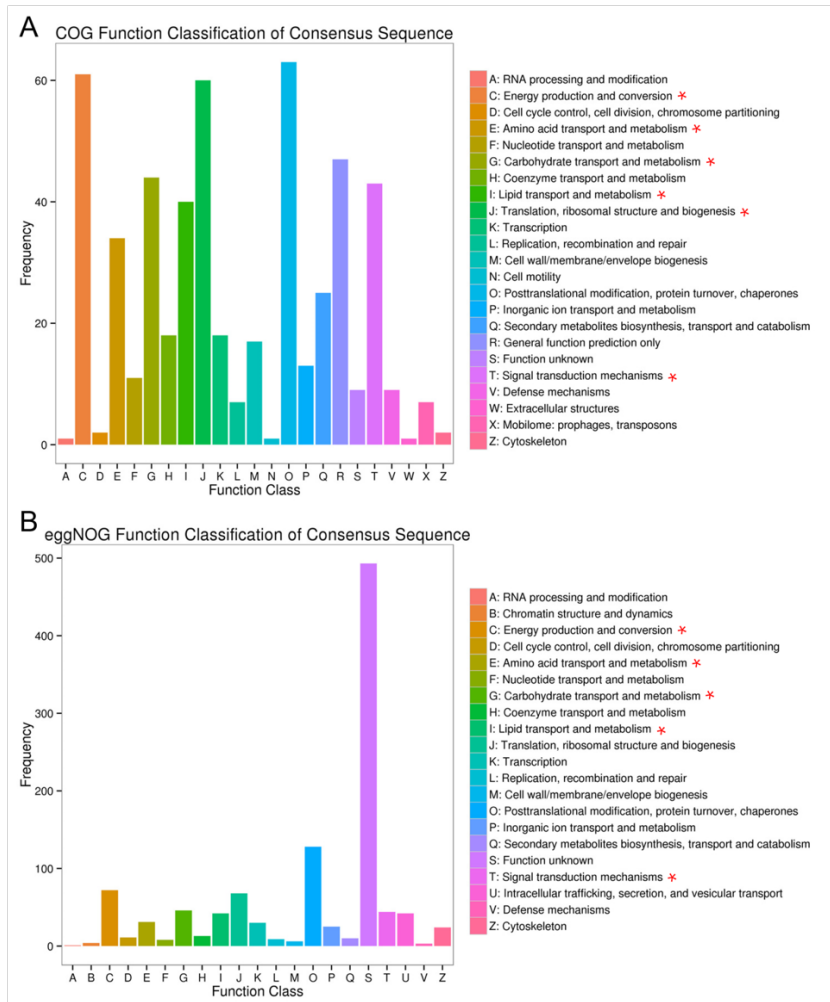 A
COG Function Classification of Consensus Sequence
60
40
20
0
Frequency
A C D E F G H I J K L M N O P Q R S T V W X Z
Function Class
A: RNA processing and modification
C: Energy production and conversion *
D: Cell cycle control, cell division, chromosome partitioning
E: Amino acid transport and metabolism *
F: Nucleotide transport and metabolism
G: Carbohydrate transport and metabolism *
H: Coenzyme transport and metabolism
I: Lipid transport and metabolism *
J: Translation, ribosomal structure and biogenesis *
K: Transcription
L: Replication, recombination and repair
M: Cell wall/membrane/envelope biogenesis
N: Cell motility
O: Posttranslational modification, protein turnover, chaperones
P: Inorganic ion transport and metabolism
Q: Secondary metabolites biosynthesis, transport and catabolism
R: General function prediction only
S: Function unknown
T: Signal transduction mechanisms *
V: Defense mechanisms
W: Extracellular structures
X: Mobilome: prophages, transposons
Z: Cytoskeleton
B
eggNOG Function Classification of Consensus Sequence
500
400
300
200
100
0
Frequency
A B C D E F G H I J K L M O P Q S T U V Z
Function Class
A: RNA processing and modification
B: Chromatin structure and dynamics
C: Energy production and conversion *
D: Cell cycle control, cell division, chromosome partitioning
E: Amino acid transport and metabolism *
F: Nucleotide transport and metabolism
G: Carbohydrate transport and metabolism *
H: Coenzyme transport and metabolism
I: Lipid transport and metabolism *
J: Translation, ribosomal structure and biogenesis
K: Transcription
L: Replication, recombination and repair
M: Cell wall/membrane/envelope biogenesis
O: Posttranslational modification, protein turnover, chaperones
P: Inorganic ion transport and metabolism
Q: Secondary metabolites biosynthesis, transport and catabolism
S: Function unknown
T: Signal transduction mechanisms *
U: Intracellular trafficking, secretion, and vesicular transport
V: Defense mechanisms
Z: Cytoskeleton